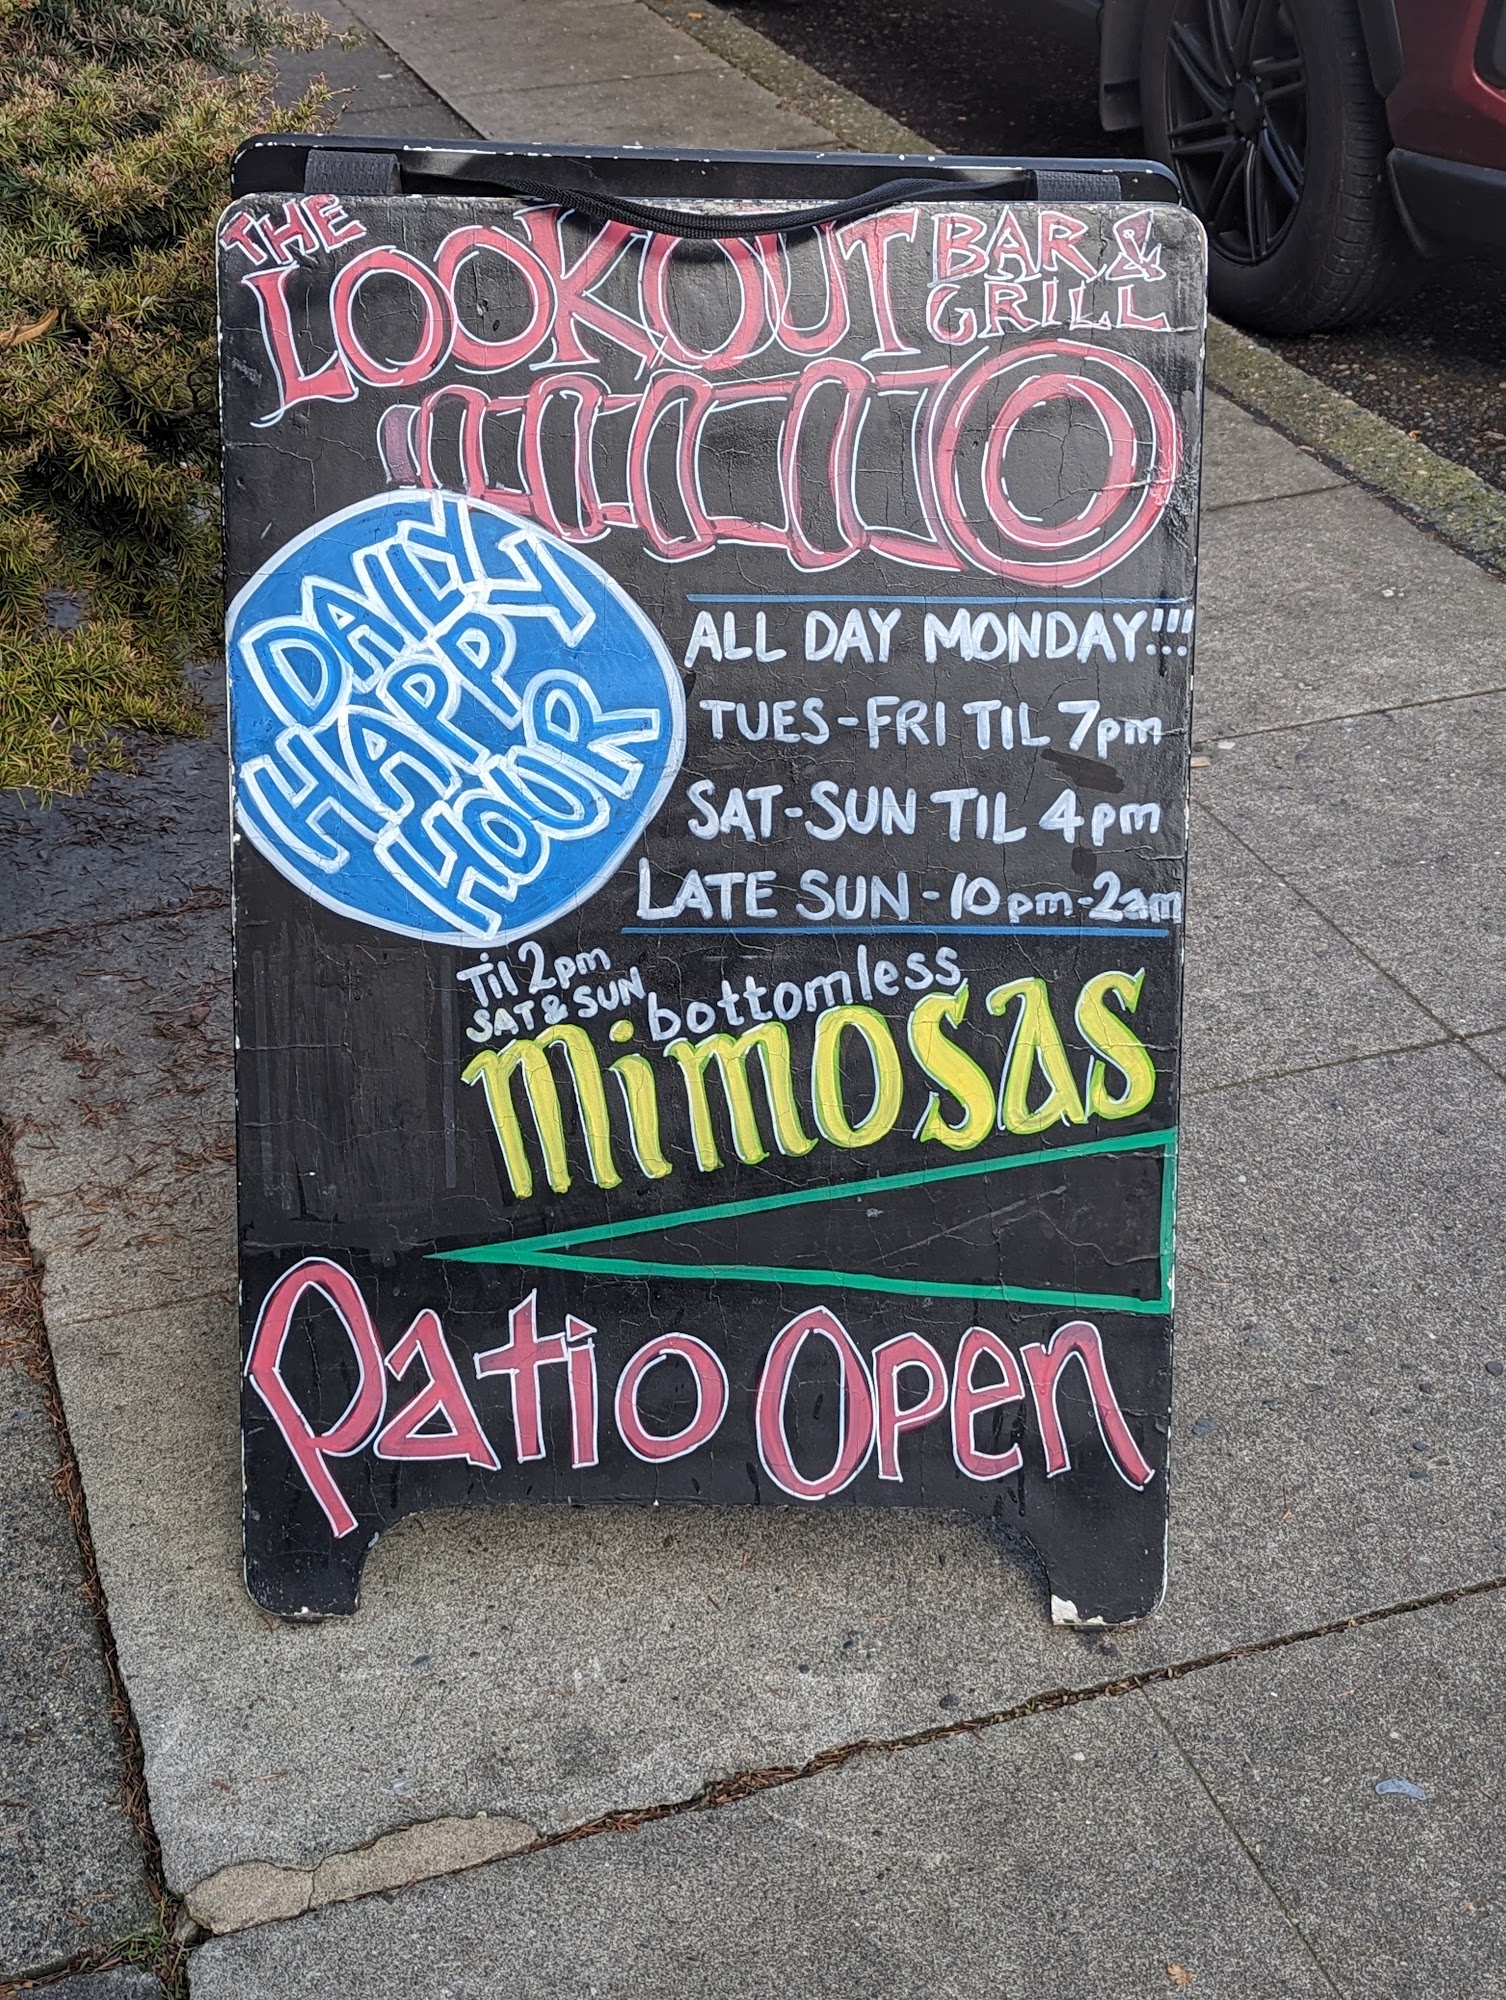 THE
LOOKOUT
BAR &
GRILL
DAILY
HAPPY
HOUR
ALL DAY MONDAY!!!
TUES-FRI TIL 7pm
SAT-SUN TIL 4pm
LATE SUN-10pm-2am
Til 2pm
SAT & SUN
bottomless
mimosas
Patio Open